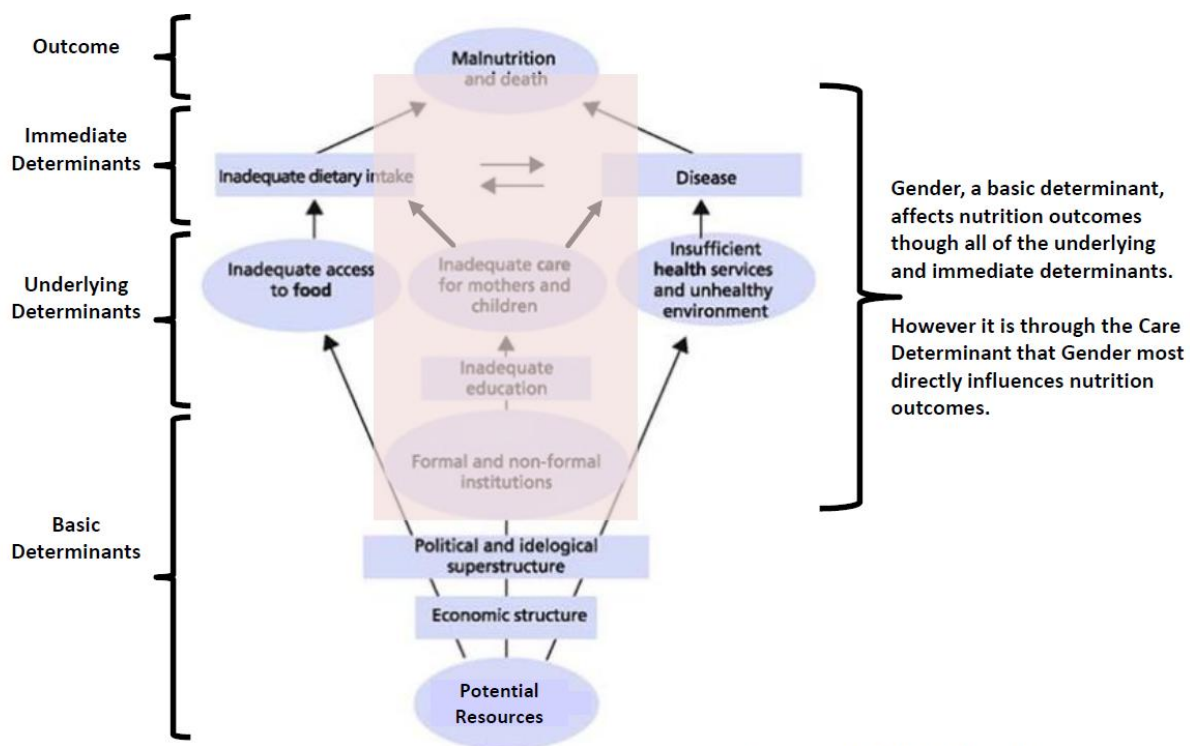 Outcome
Malnutrition
and death
Immediate
Determinants
Inadequate dietary intake
Disease
Underlying
Determinants
Inadequate access
to food
Inadequate care
for mothers and
children
Insufficient
health services
and unhealthy
environment
Inadequate
education
Formal and non-formal
institutions
Basic
Determinants
Political and idelogical
superstructure
Economic structure
Potential
Resources
Gender, a basic determinant,
affects nutrition outcomes
though all of the underlying
and immediate determinants.
However it is through the Care
Determinant that Gender most
directly influences nutrition
outcomes.